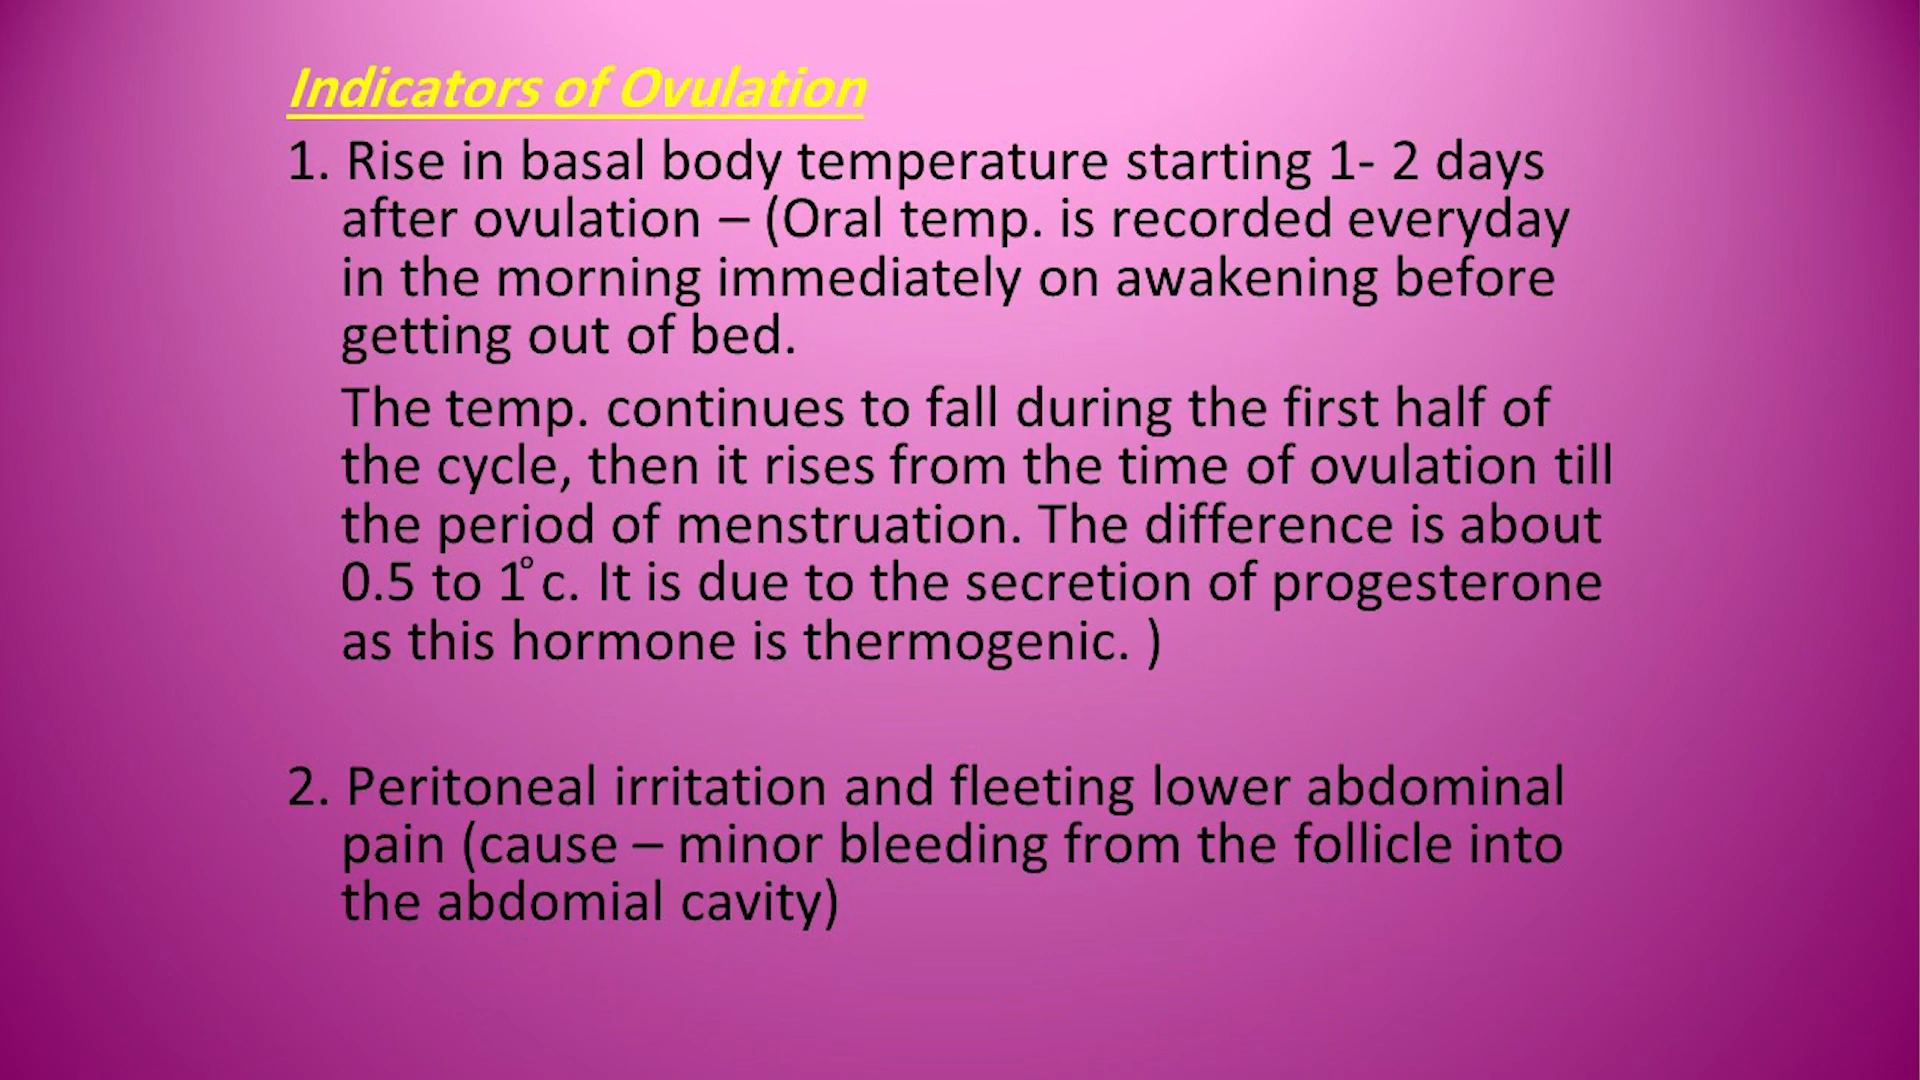 Indicators of Ovulation
1. Rise in basal body temperature starting 1- 2 days
after ovulation – (Oral temp. is recorded everyday
in the morning immediately on awakening before
getting out of bed.
The temp. continues to fall during the first half of
the cycle, then it rises from the time of ovulation till
the period of menstruation. The difference is about
0.5 to 1°c. It is due to the secretion of progesterone
as this hormone is thermogenic. )
2. Peritoneal irritation and fleeting lower abdominal
pain (cause – minor bleeding from the follicle into
the abdomial cavity)